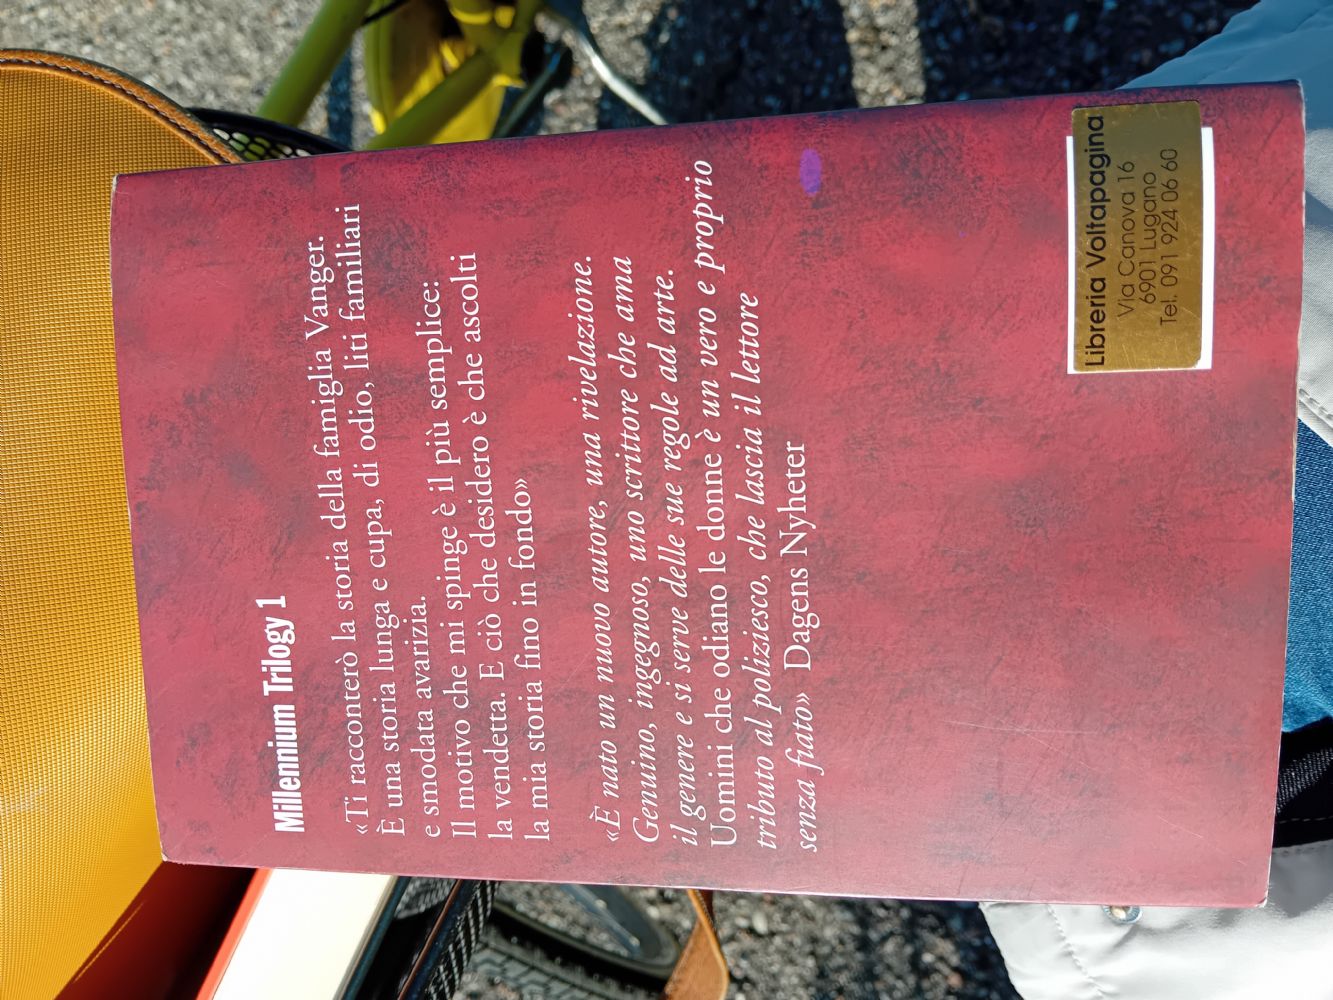 Millennium Trilogy 1
«Ti racconterò la storia della famiglia Vanger.
È una storia lunga e cupa, di odio, liti familiari
e smodata avarizia.
Il motivo che mi spinge è il più semplice:
la vendetta. E ciò che desidero è che ascolti
la mia storia fino in fondo»
«È nato un nuovo autore, una rivelazione.
Genuino, ingegnoso, uno scrittore che ama
il genere e si serve delle sue regole ad arte.
Uomini che odiano le donne è un vero e proprio
tributo al poliziesco, che lascia il lettore
senza fiato» Dagens Nyheter
Libreria Voltapagina
Via Canova 16
6901 Lugano
Tel. 091 924 06 60